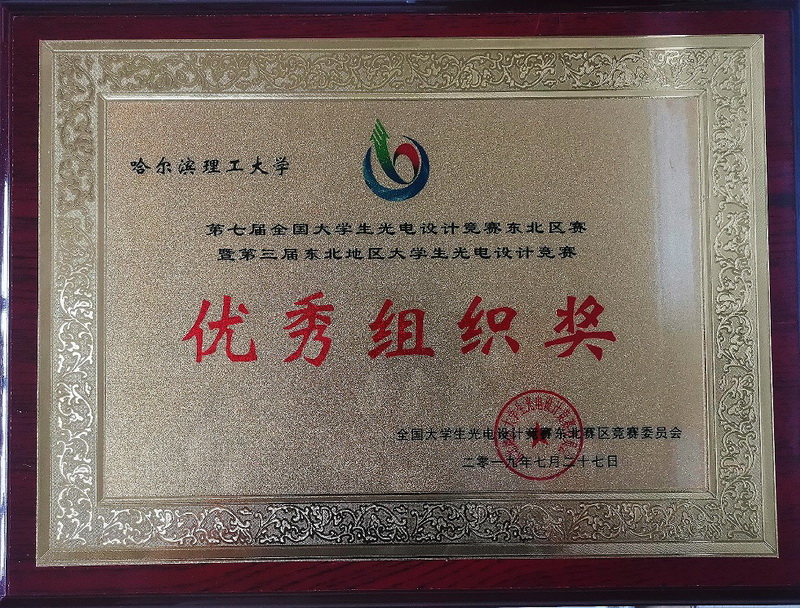 哈尔滨理工大学
第七届全国大学生光电设计竞赛东北区赛
暨第三届东北地区大学生光电设计竞赛
优秀组织奖
全国大学生光电设计竞赛东北赛区竞赛委员会
二零一九年七月二十七日